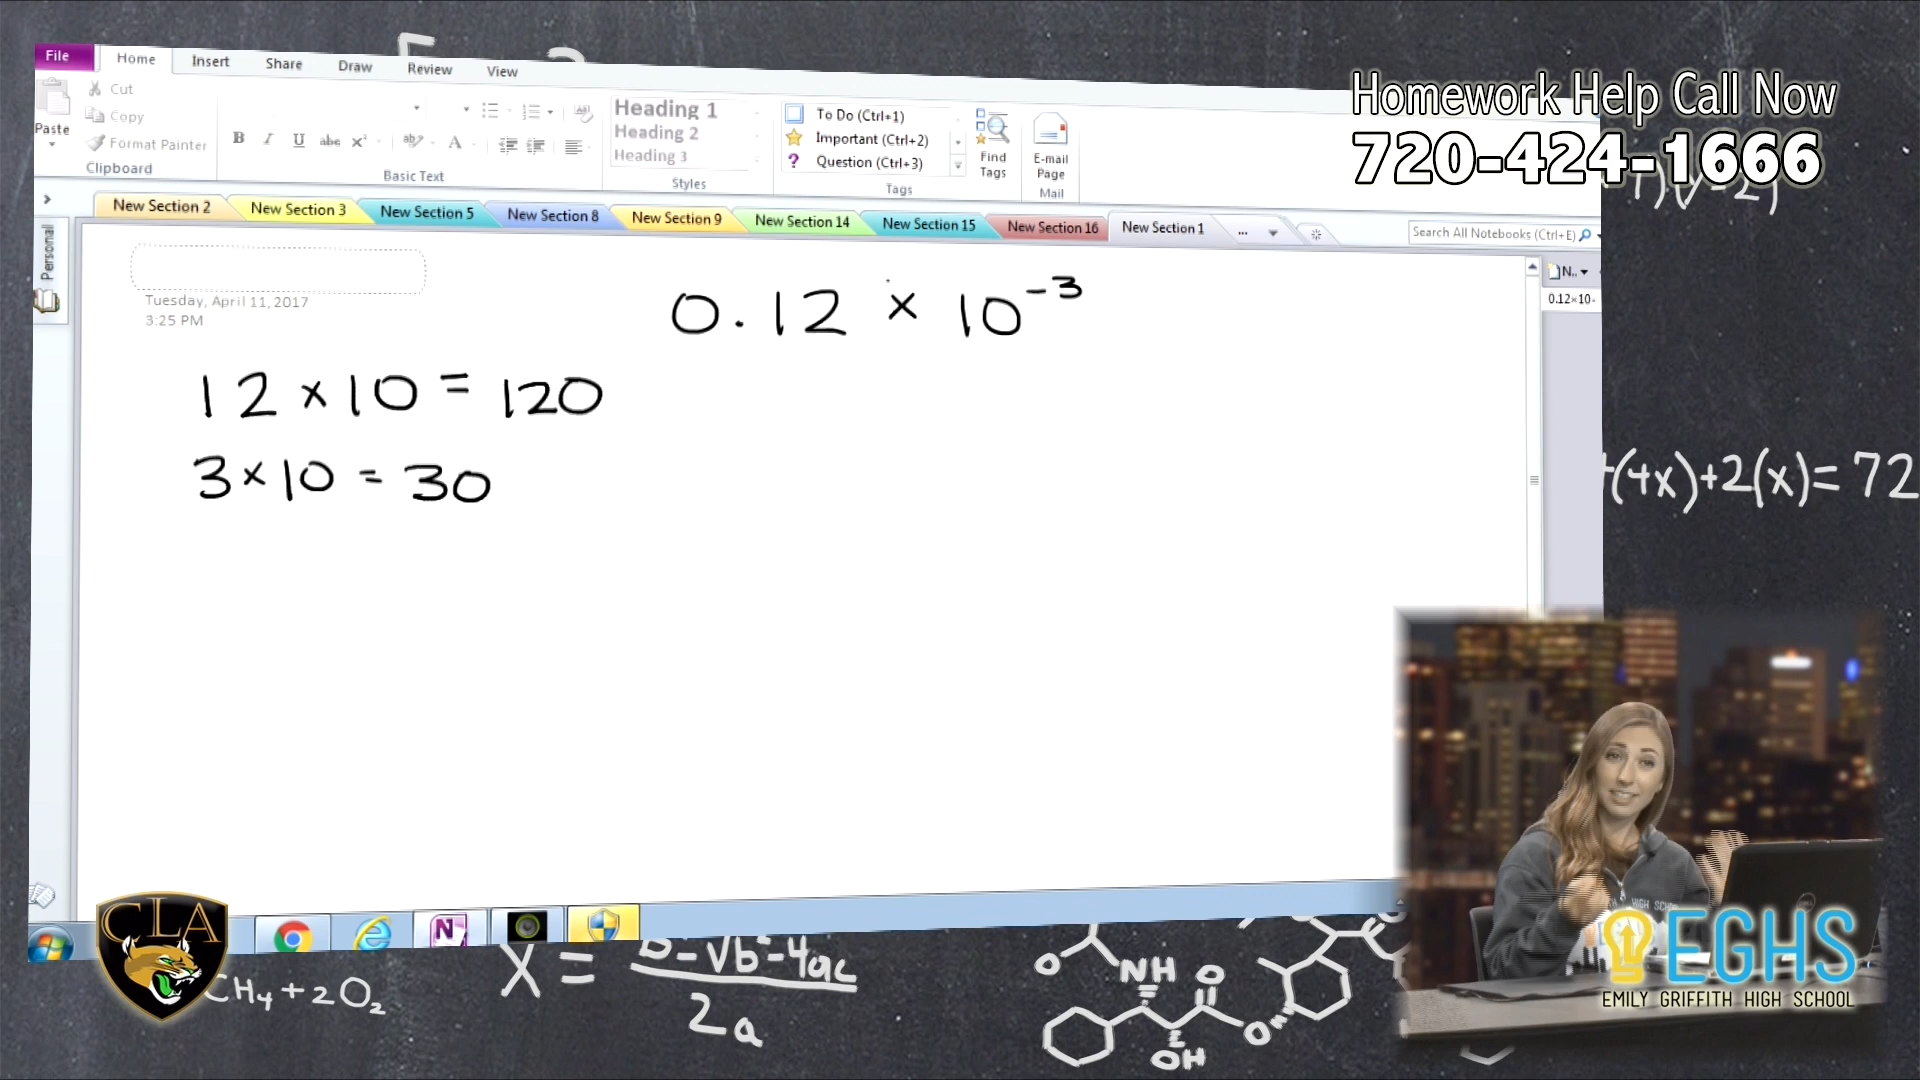 File Home Insert Share Draw Review View
Homework Help Call Now
720-424-1666
Cut
Copy
Format Painter
Paste
Clipboard
B I U abc x²
Basic Text
Heading 1
Heading 2
Heading 3
Styles
To Do (Ctrl+1)
Important (Ctrl+2)
Question (Ctrl+3)
Tags
Find Tags
E-mail Page
Mail
New Section 2 New Section 3 New Section 5 New Section 8 New Section 9 New Section 14 New Section 15 New Section 16 New Section 1 ...
Search All Notebooks (Ctrl+E)
Personal
N..
0.12×10-
Tuesday, April 11, 2017
3:25 PM
0.12 × 10⁻³
12 × 10 = 120
3 × 10 = 30
(4x)+2(x)= 72
CLA
CH₄ + 2O₂
X =
2a
NH
O
O
O
OH
EGHS
EMILY GRIFFITH HIGH SCHOOL